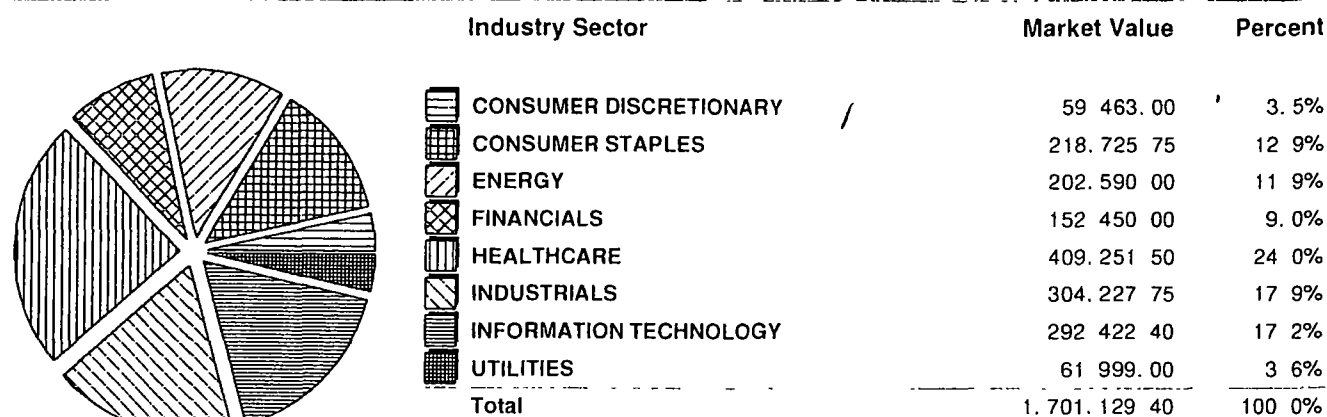 Industry Sector Market Value Percent
CONSUMER DISCRETIONARY 59 463.00 3.5%
CONSUMER STAPLES 218.725 75 12 9%
ENERGY 202.590 00 11 9%
FINANCIALS 152 450 00 9.0%
HEALTHCARE 409.251 50 24 0%
INDUSTRIALS 304.227 75 17 9%
INFORMATION TECHNOLOGY 292 422 40 17 2%
UTILITIES 61 999.00 3 6%
Total 1.701.129 40 100 0%